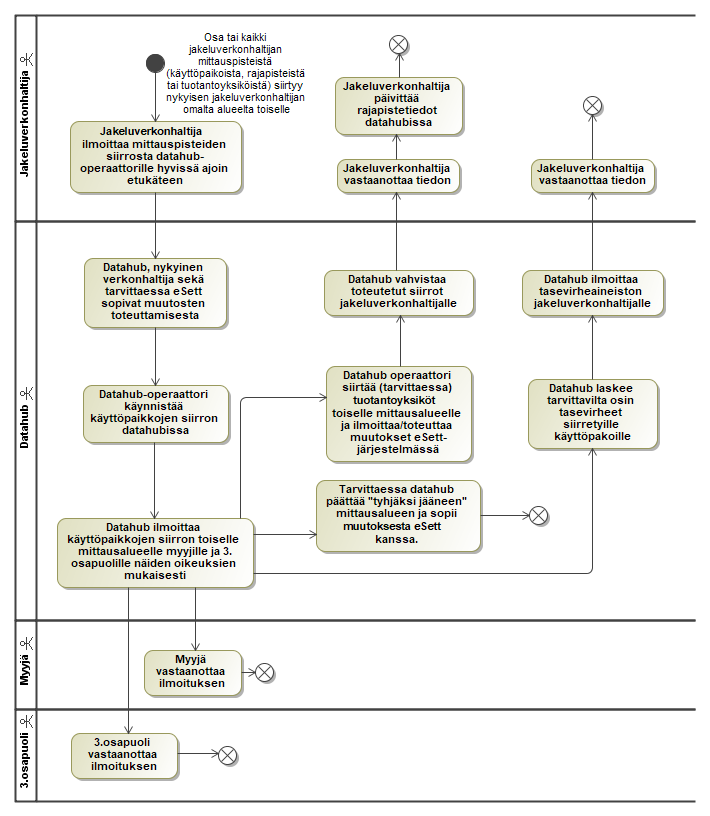 Jakeluverkonhaltija
Osa tai kaikki
jakeluverkonhaltijan
mittauspisteistä
(käyttöpaikoista, rajapisteistä
tai tuotantoyksiköistä) siirtyy
nykyisen jakeluverkonhaltijan
omalta alueelta toiselle
Jakeluverkonhaltija
ilmoittaa mittauspisteiden
siirrosta datahub-
operaattorille hyvissä ajoin
etukäteen
Jakeluverkonhaltija
päivittää
rajapistetiedot
datahubissa
Jakeluverkonhaltija
vastaanottaa tiedon
Jakeluverkonhaltija
vastaanottaa tiedon
Datahub
Datahub, nykyinen
verkonhaltija sekä
tarvittaessa eSett
sopivat muutosten
toteuttamisesta
Datahub vahvistaa
toteutetut siirrot
jakeluverkonhaltijalle
Datahub ilmoittaa
tasevirheaineiston
jakeluverkonhaltijalle
Datahub-operaattori
käynnistää
käyttöpaikkojen siirron
datahubissa
Datahub operaattori
siirtää (tarvittaessa)
tuotantoyksiköt
toiselle mittausalueelle
ja ilmoittaa/toteuttaa
muutokset eSett-
järjestelmässä
Datahub laskee
tarvittavilta osin
tasevirheet
siirretyille
käyttöpakoille
Tarvittaessa datahub
päättää "tyhjäksi jääneen"
mittausalueen ja sopii
muutoksesta eSett
kanssa.
Datahub ilmoittaa
käyttöpaikkojen siirron toiselle
mittausalueelle myyjille ja 3.
osapuolille näiden oikeuksien
mukaisesti
Myyjä
Myyjä
vastaanottaa
ilmoituksen
3.osapuoli
3.osapuoli
vastaanottaa
ilmoituksen